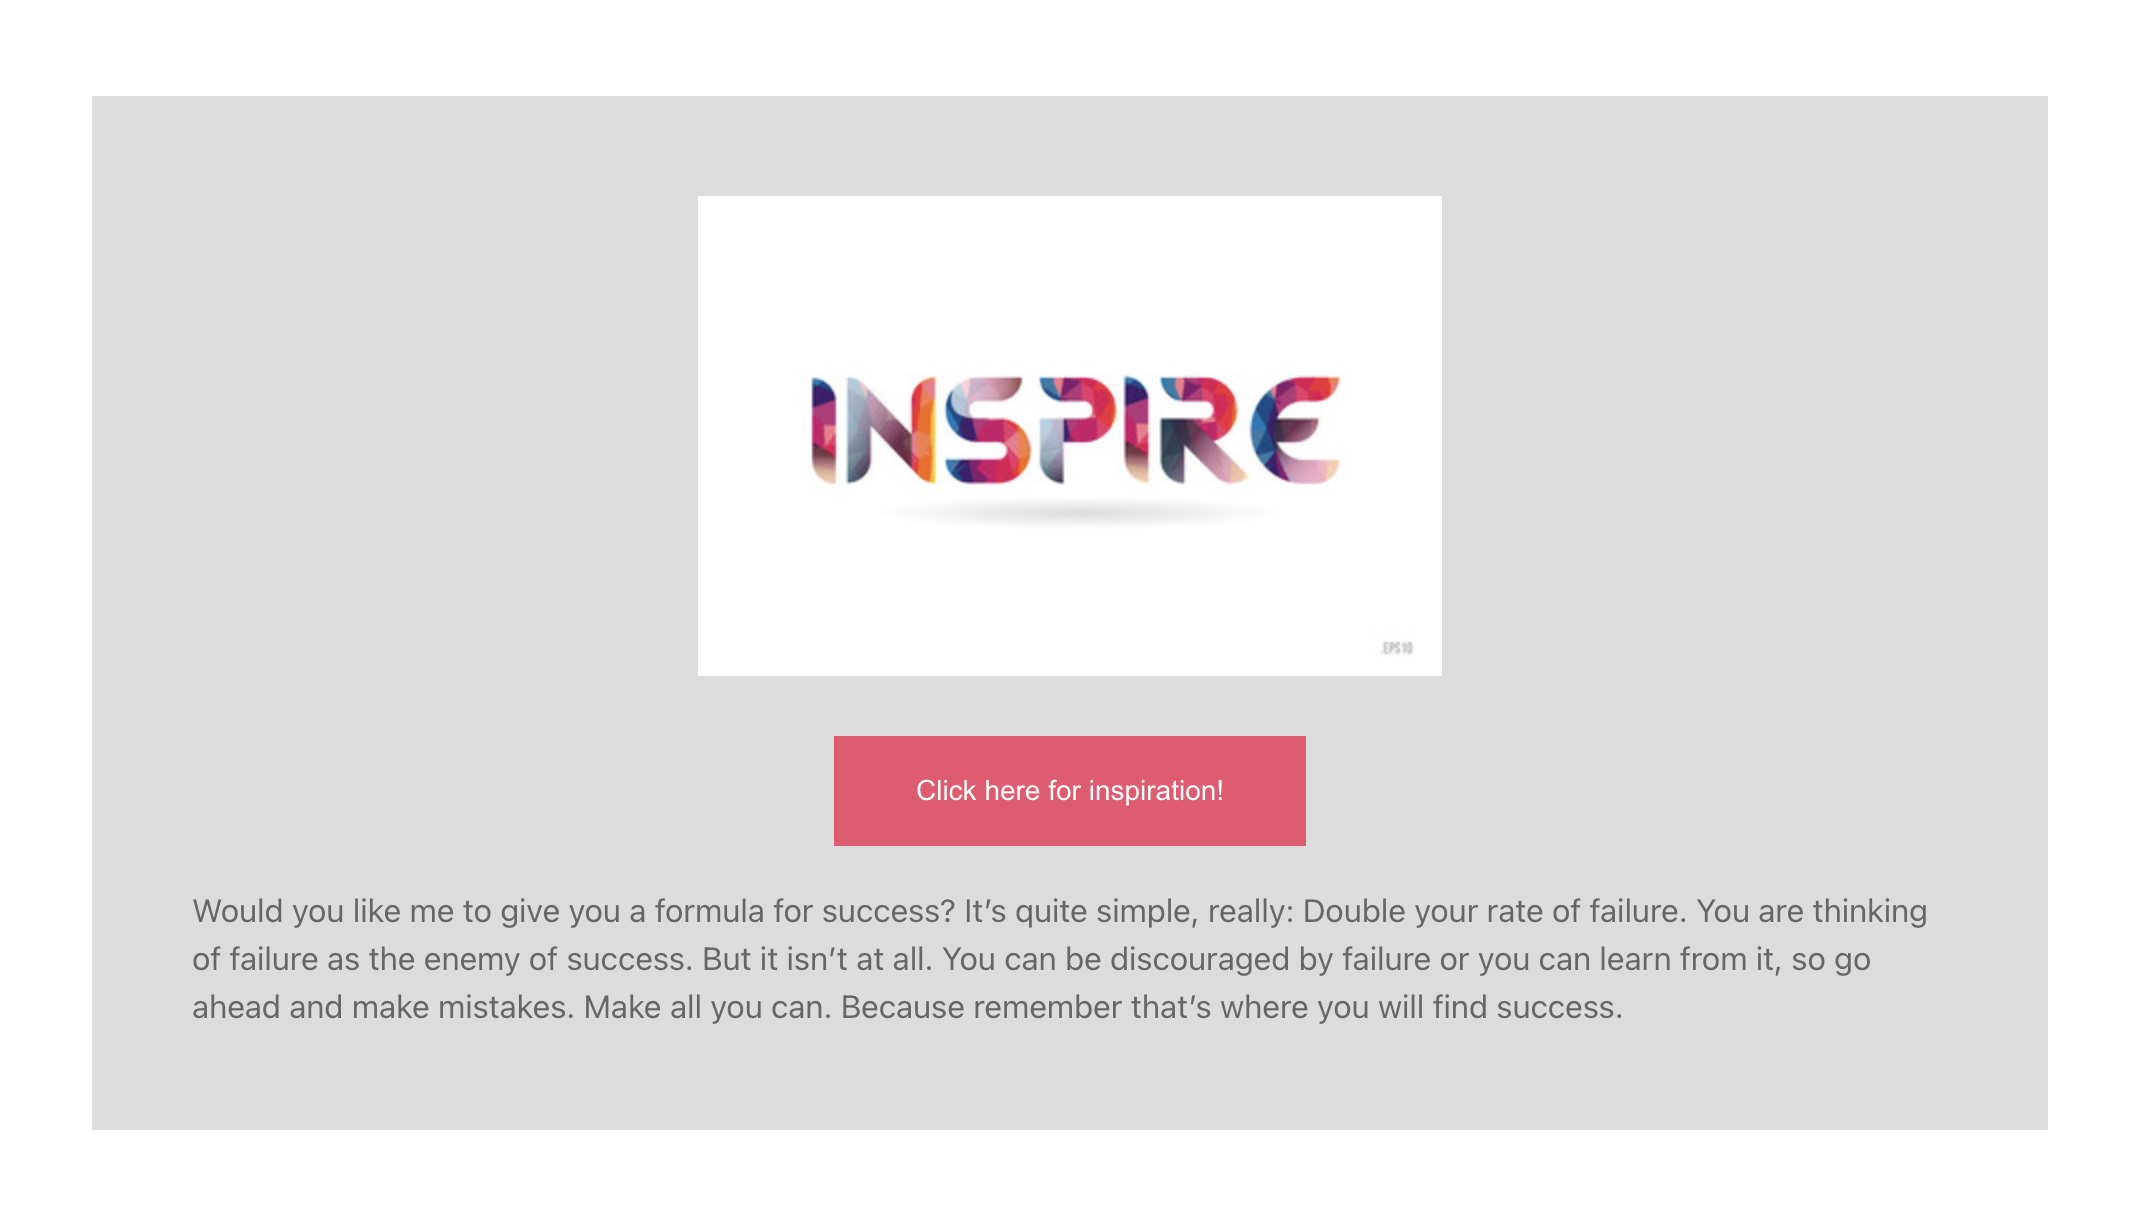 INSPIRE
.EPS10
Click here for inspiration!
Would you like me to give you a formula for success? It’s quite simple, really: Double your rate of failure. You are thinking
of failure as the enemy of success. But it isn’t at all. You can be discouraged by failure or you can learn from it, so go
ahead and make mistakes. Make all you can. Because remember that’s where you will find success.